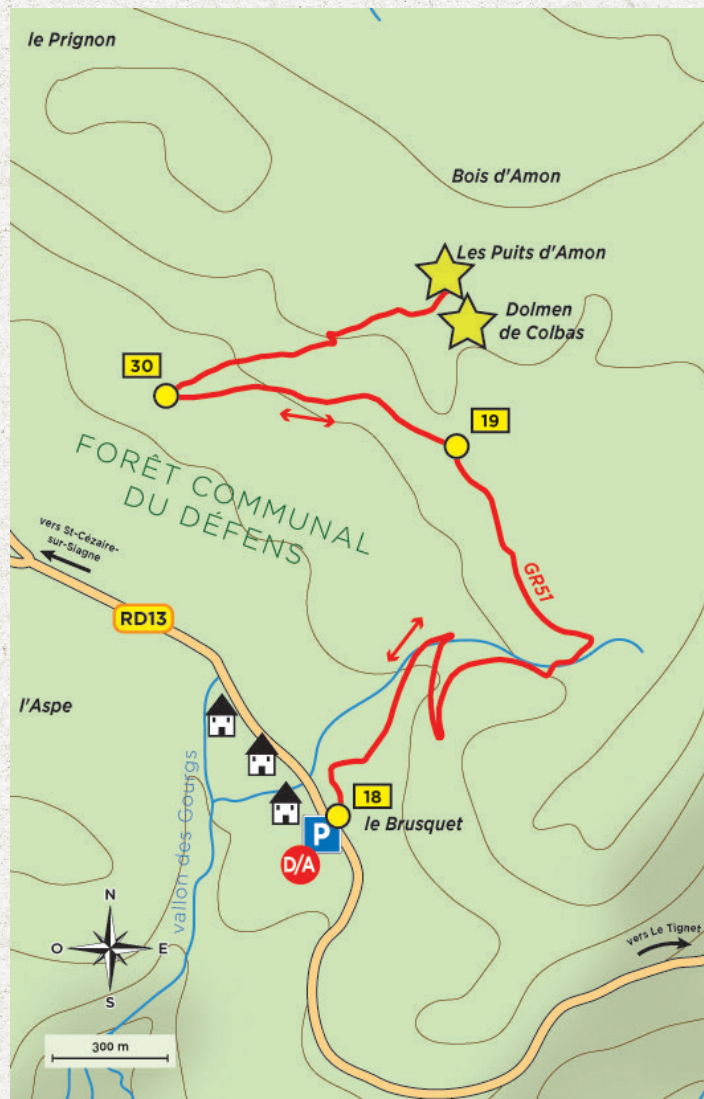 le Prignon
Bois d'Amon
Les Puits d'Amon
Dolmen
de Colbas
30
19
FORÊT COMMUNAL
DU DÉFENS
vers St-Cézaire-
sur-Siagne
GR51
RD13
l'Aspe
vallon des Gourgs
18
le Brusquet
P
D/A
N
O
E
S
vers Le Tignet
300 m